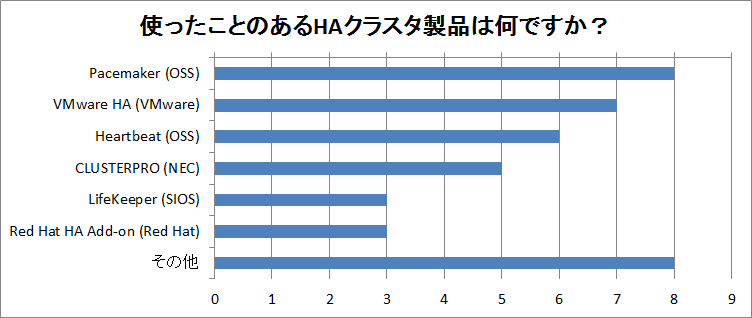 使ったことのあるHAクラスタ製品は何ですか？
Pacemaker (OSS)
VMware HA (VMware)
Heartbeat (OSS)
CLUSTERPRO (NEC)
LifeKeeper (SIOS)
Red Hat HA Add-on (Red Hat)
その他
0 1 2 3 4 5 6 7 8 9